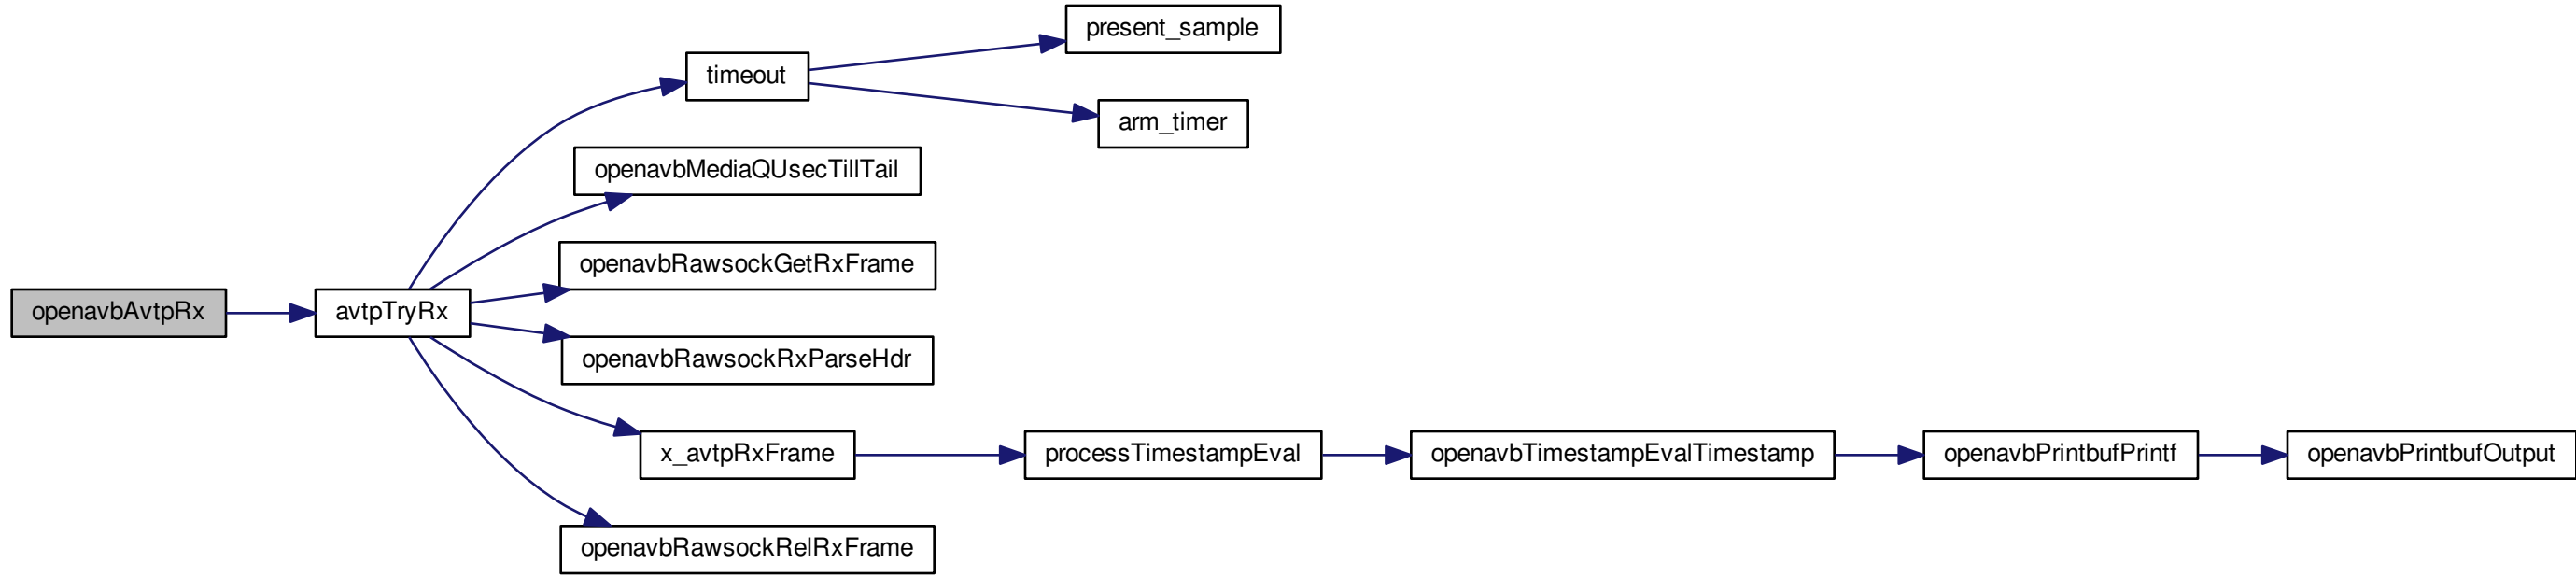 present_sample
timeout
arm_timer
openavbMediaQUsecTillTail
openavbRawsockGetRxFrame
openavbAvtpRx
avtpTryRx
openavbRawsockRxParseHdr
x_avtpRxFrame
processTimestampEval
openavbTimestampEvalTimestamp
openavbPrintbufPrintf
openavbPrintbufOutput
openavbRawsockRelRxFrame